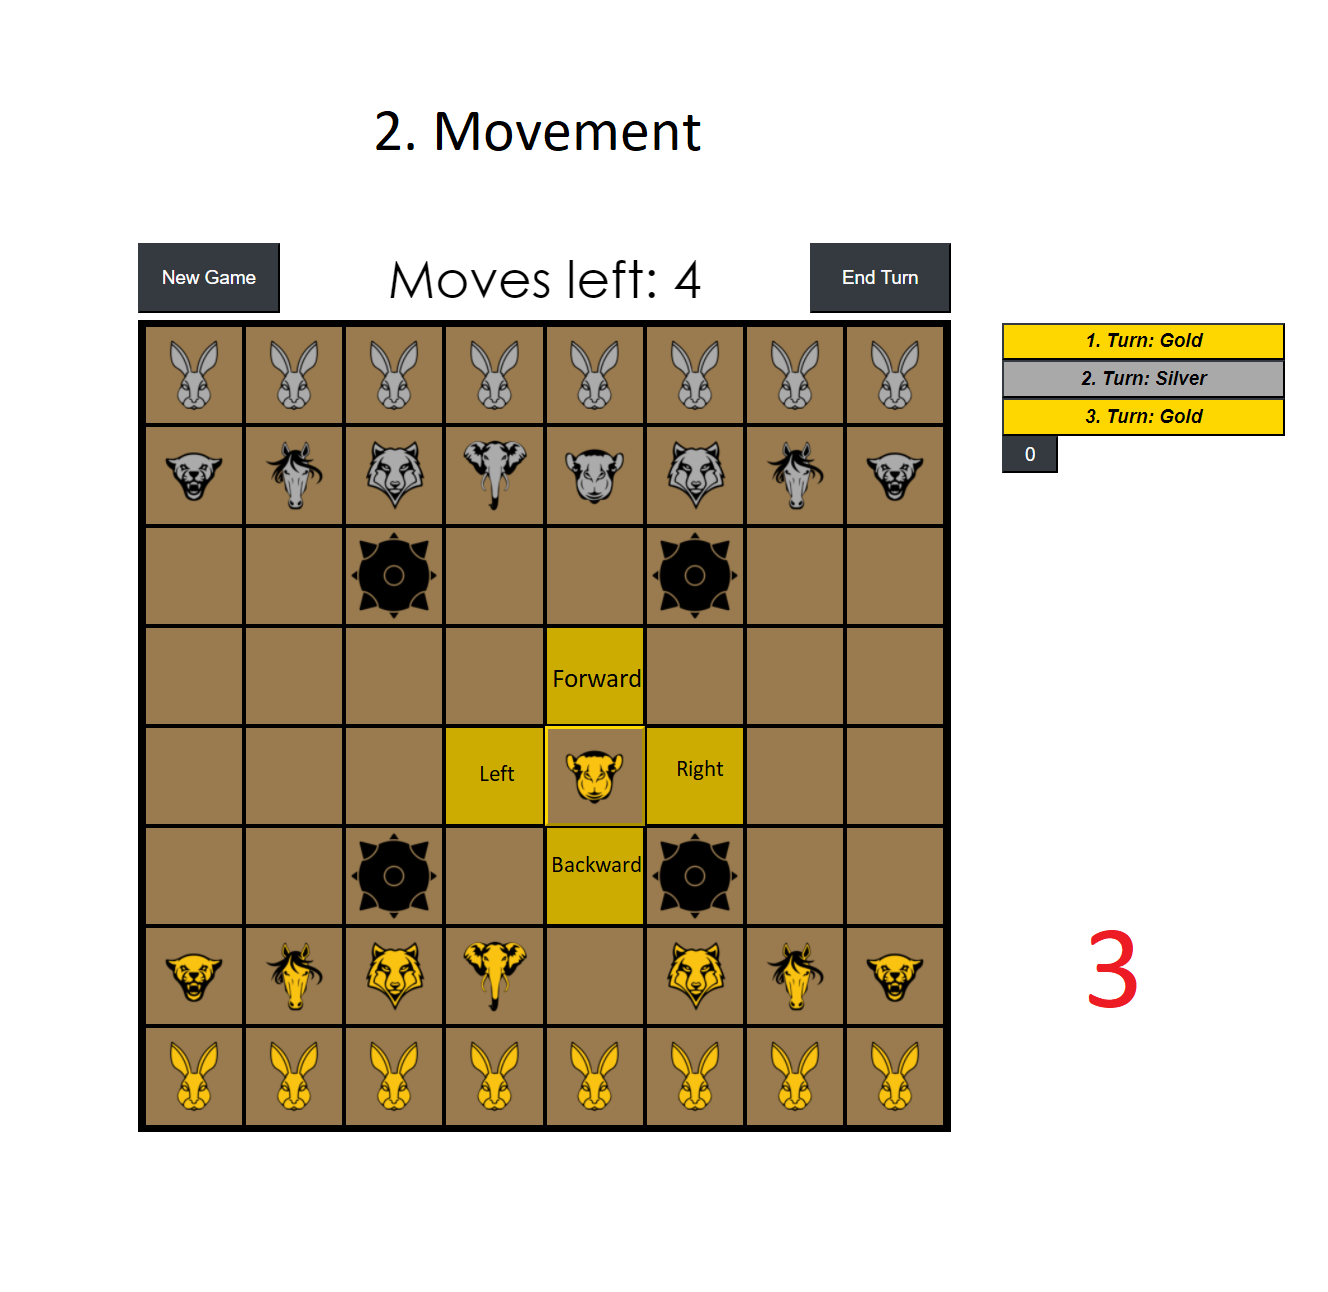 2. Movement
New Game
Moves left: 4
End Turn
1. Turn: Gold
2. Turn: Silver
3. Turn: Gold
0
Forward
Left
Right
Backward
3